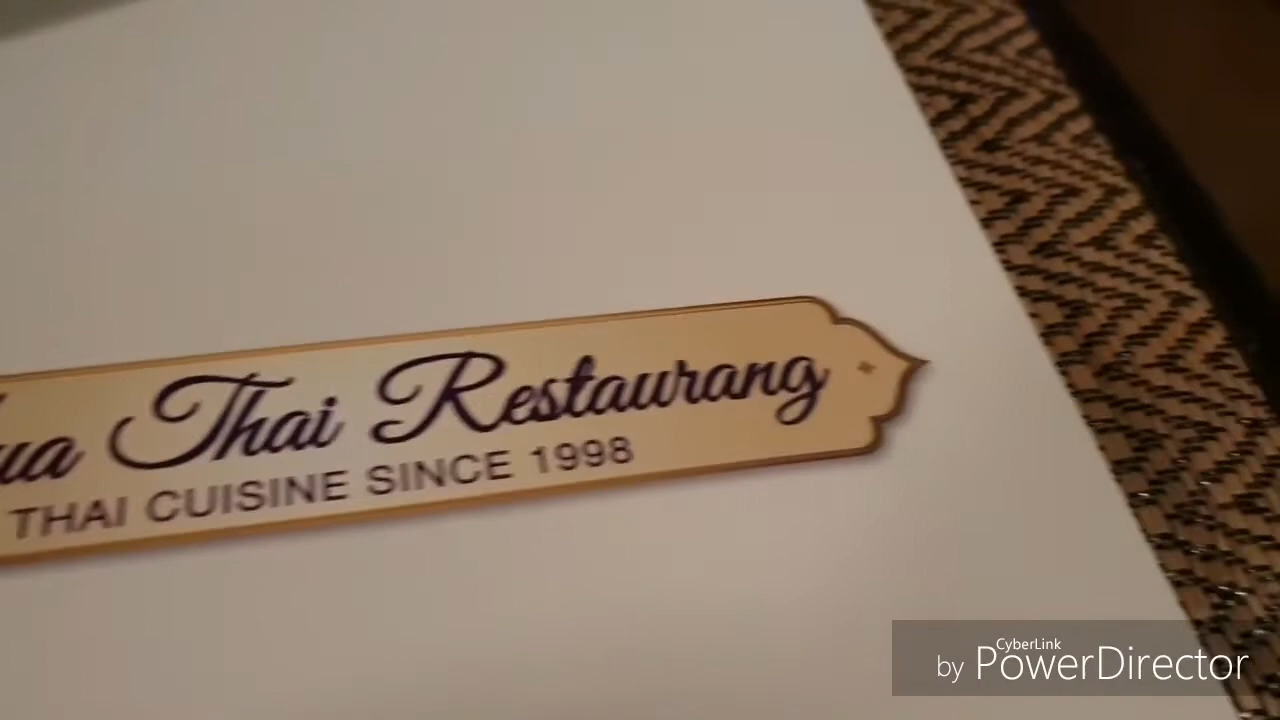 Thai Restaurang
THAI CUISINE SINCE 1998
CyberLink
by PowerDirector